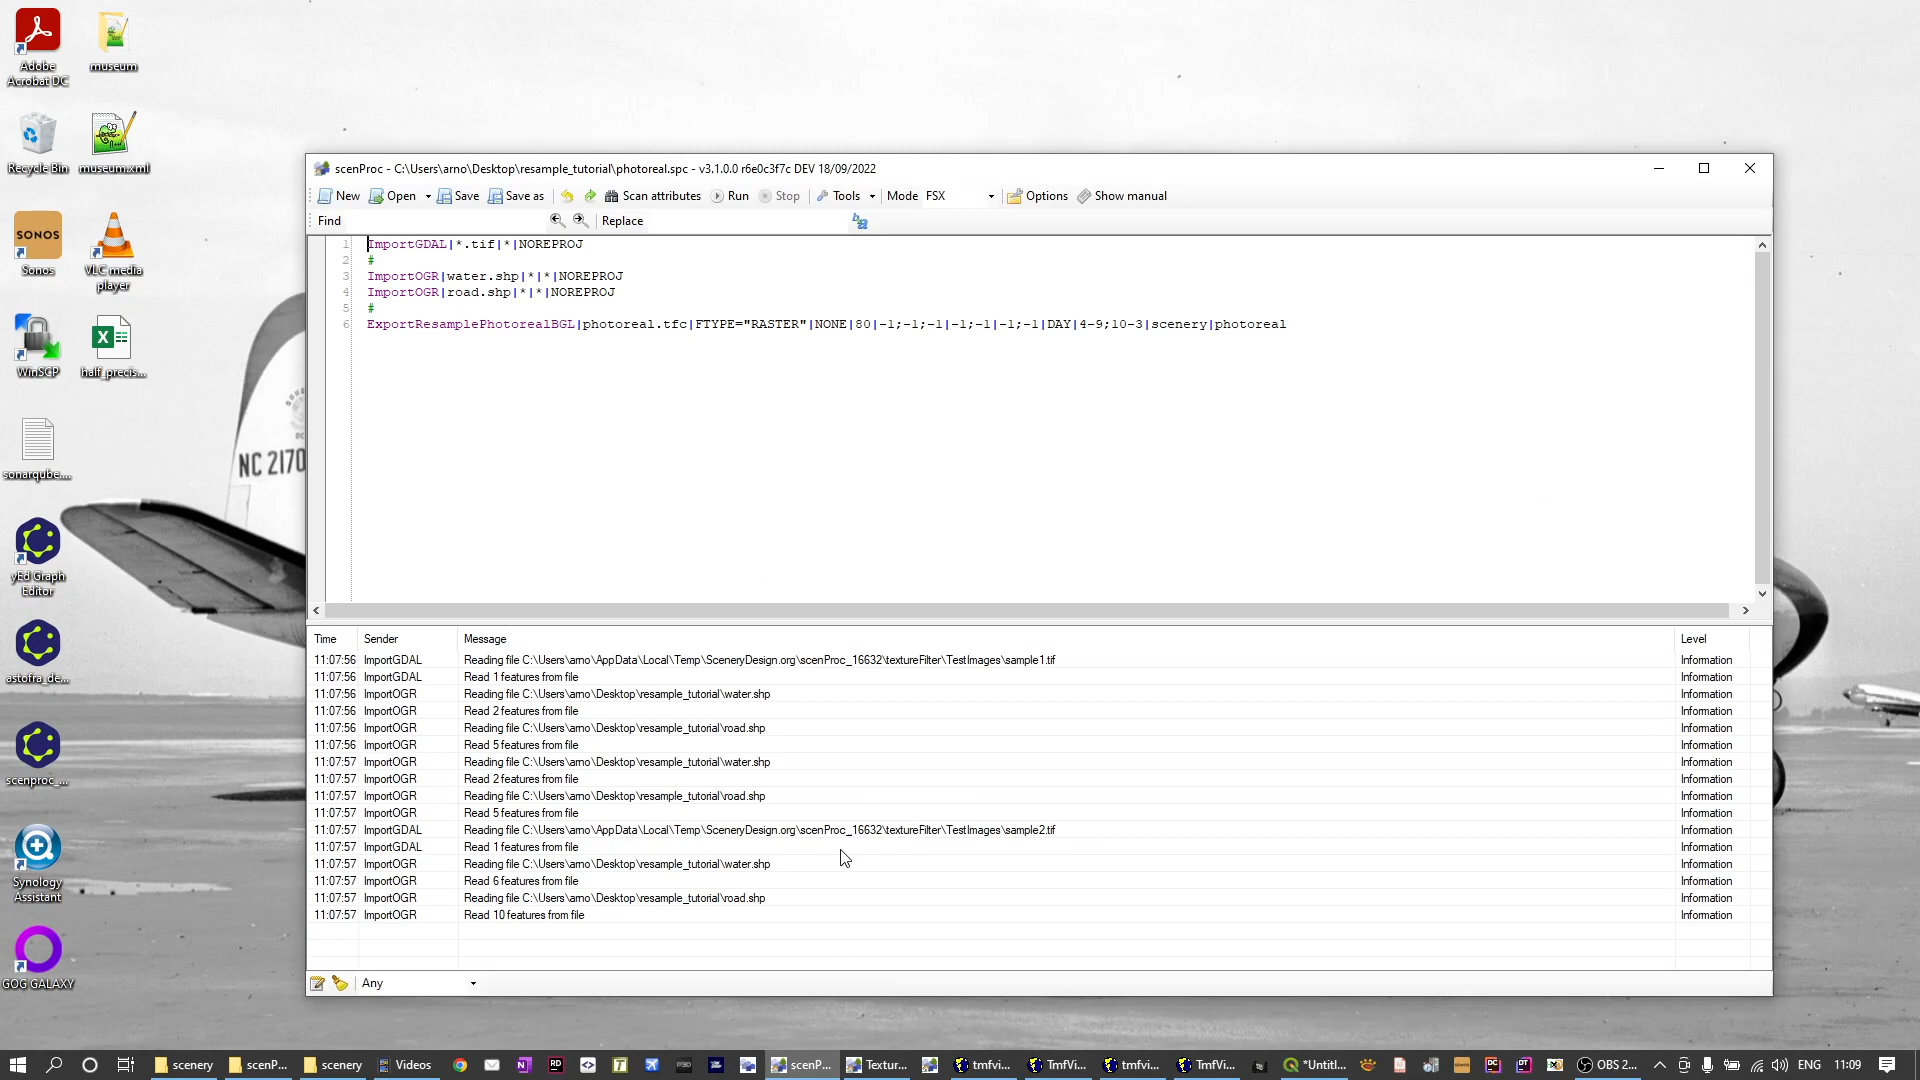 Adobe
Acrobat DC
museum
Recycle Bin
museum.xml
SONOS
Sonos
VLC media
player
WinSCP
half_precis...
sonarqube....
yEd Graph
Editor
astofra_de...
scenproc_...
Synology
Assistant
GOG GALAXY
NC 2170
scenProc - C:\Users\arno\Desktop\resample_tutorial\photoreal.spc - v3.1.0.0 r6e0c3f7c DEV 18/09/2022
New Open Save Save as Scan attributes Run Stop Tools Mode FSX Options Show manual
Find Replace
1 ImportGDAL|*.tif|*|NOREPROJ
2 #
3 ImportOGR|water.shp|*|*|NOREPROJ
4 ImportOGR|road.shp|*|*|NOREPROJ
5 #
6 ExportResamplePhotorealBGL|photoreal.tfc|FTYPE="RASTER"|NONE|80|-1;-1;-1|-1;-1|-1;-1|DAY|4-9;10-3|scenery|photoreal
Time Sender Message Level
11:07:56 ImportGDAL Reading file C:\Users\arno\AppData\Local\Temp\SceneryDesign.org\scenProc_16632\textureFilter\TestImages\sample1.tif Information
11:07:56 ImportGDAL Read 1 features from file Information
11:07:56 ImportOGR Reading file C:\Users\arno\Desktop\resample_tutorial\water.shp Information
11:07:56 ImportOGR Read 2 features from file Information
11:07:56 ImportOGR Reading file C:\Users\arno\Desktop\resample_tutorial\road.shp Information
11:07:56 ImportOGR Read 5 features from file Information
11:07:57 ImportOGR Reading file C:\Users\arno\Desktop\resample_tutorial\water.shp Information
11:07:57 ImportOGR Read 2 features from file Information
11:07:57 ImportOGR Reading file C:\Users\arno\Desktop\resample_tutorial\road.shp Information
11:07:57 ImportOGR Read 5 features from file Information
11:07:57 ImportGDAL Reading file C:\Users\arno\AppData\Local\Temp\SceneryDesign.org\scenProc_16632\textureFilter\TestImages\sample2.tif Information
11:07:57 ImportGDAL Read 1 features from file Information
11:07:57 ImportOGR Reading file C:\Users\arno\Desktop\resample_tutorial\water.shp Information
11:07:57 ImportOGR Read 6 features from file Information
11:07:57 ImportOGR Reading file C:\Users\arno\Desktop\resample_tutorial\road.shp Information
11:07:57 ImportOGR Read 10 features from file Information
Any
scenery scenP... scenery Videos scenP... Textur... tmfvi... TmfVi... tmfvi... TmfVi... *Untitl... OBS 2... ENG 11:09